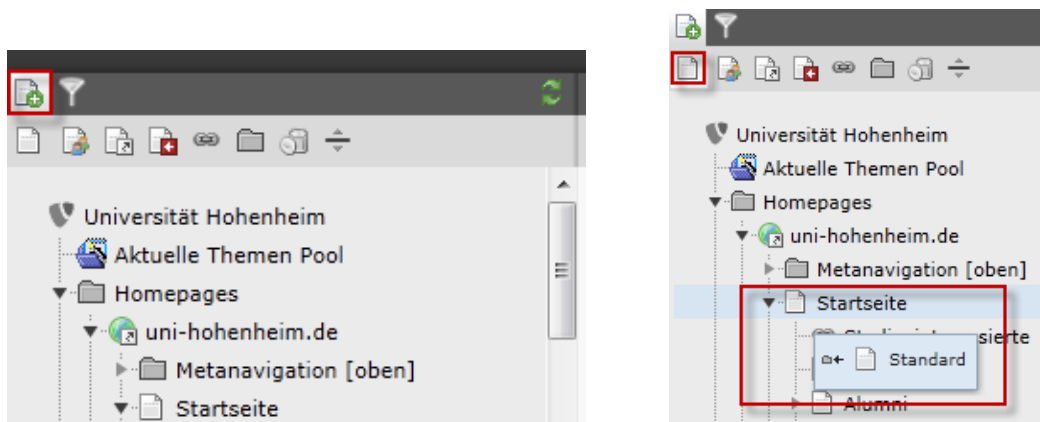 Universität Hohenheim
Aktuelle Themen Pool
Homepages
uni-hohenheim.de
Metanavigation [oben]
Startseite
Universität Hohenheim
Aktuelle Themen Pool
Homepages
uni-hohenheim.de
Metanavigation [oben]
Startseite
Standard
Alumni